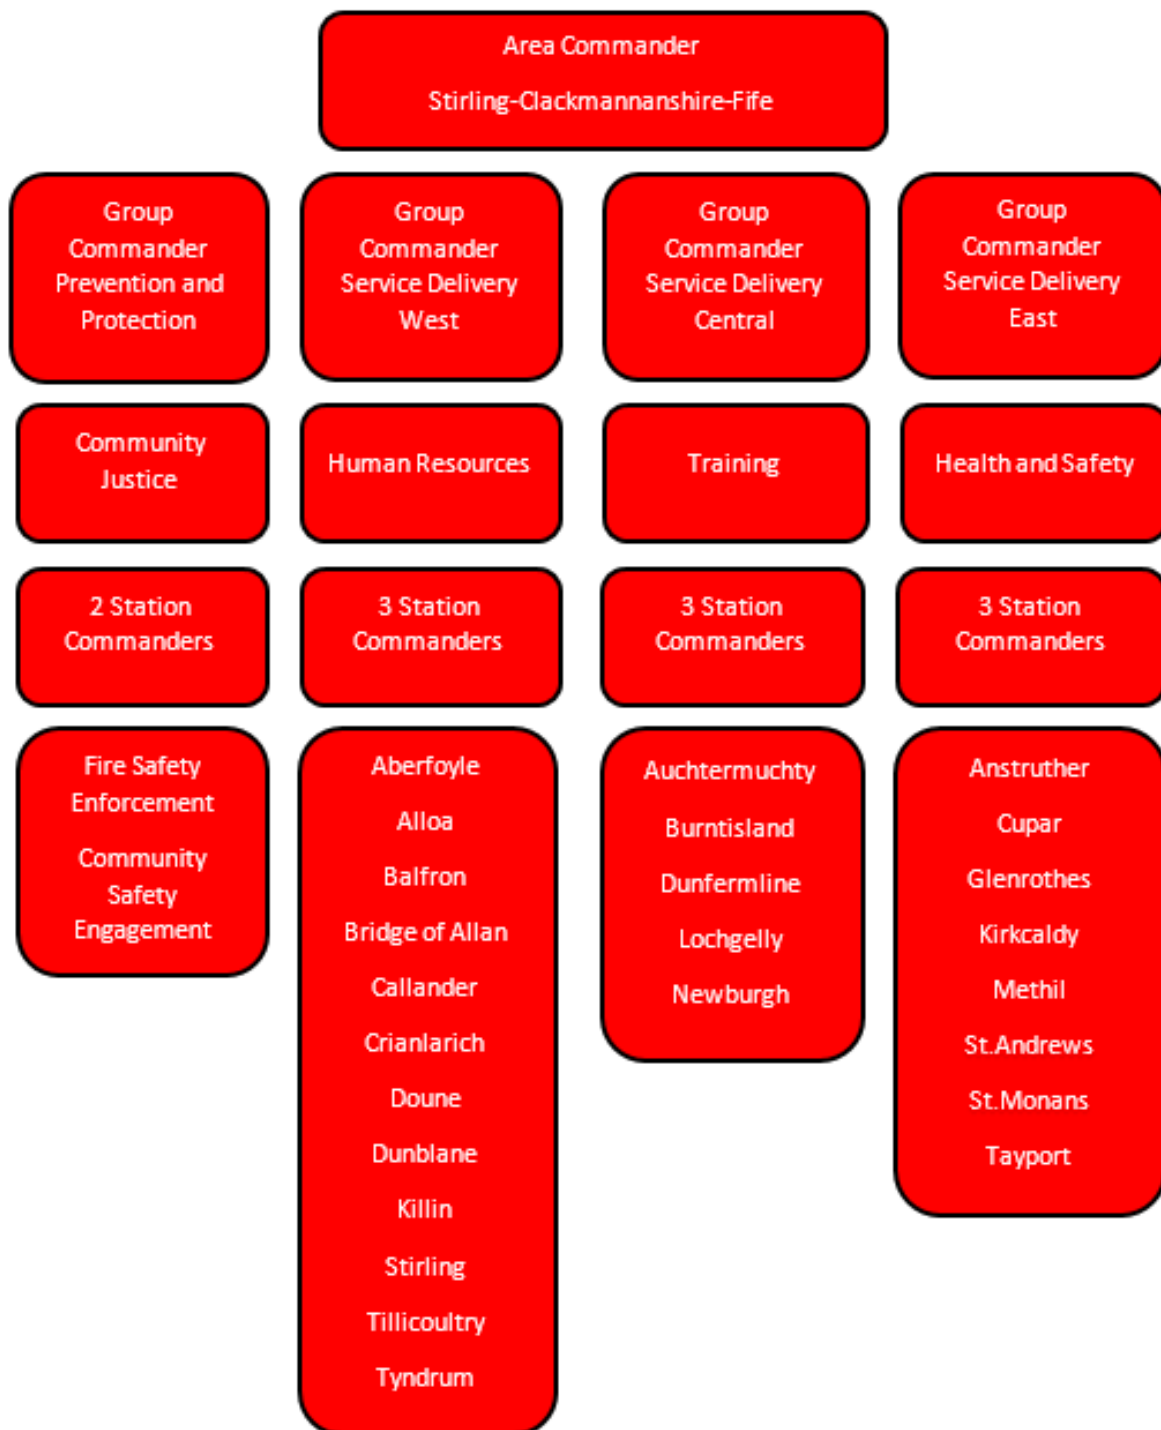 Area Commander
Stirling-Clackmannanshire-Fife
Group
Commander
Prevention and
Protection
Group
Commander
Service Delivery
West
Group
Commander
Service Delivery
Central
Group
Commander
Service Delivery
East
Community
Justice
Human Resources
Training
Health and Safety
2 Station
Commanders
3 Station
Commanders
3 Station
Commanders
3 Station
Commanders
Fire Safety
Enforcement
Community
Safety
Engagement
Aberfoyle
Alloa
Balfron
Bridge of Allan
Callander
Crianlarich
Doune
Dunblane
Killin
Stirling
Tillicoultry
Tyndrum
Auchtermuchty
Burntisland
Dunfermline
Lochgelly
Newburgh
Anstruther
Cupar
Glenrothes
Kirkcaldy
Methil
St.Andrews
St.Monans
Tayport